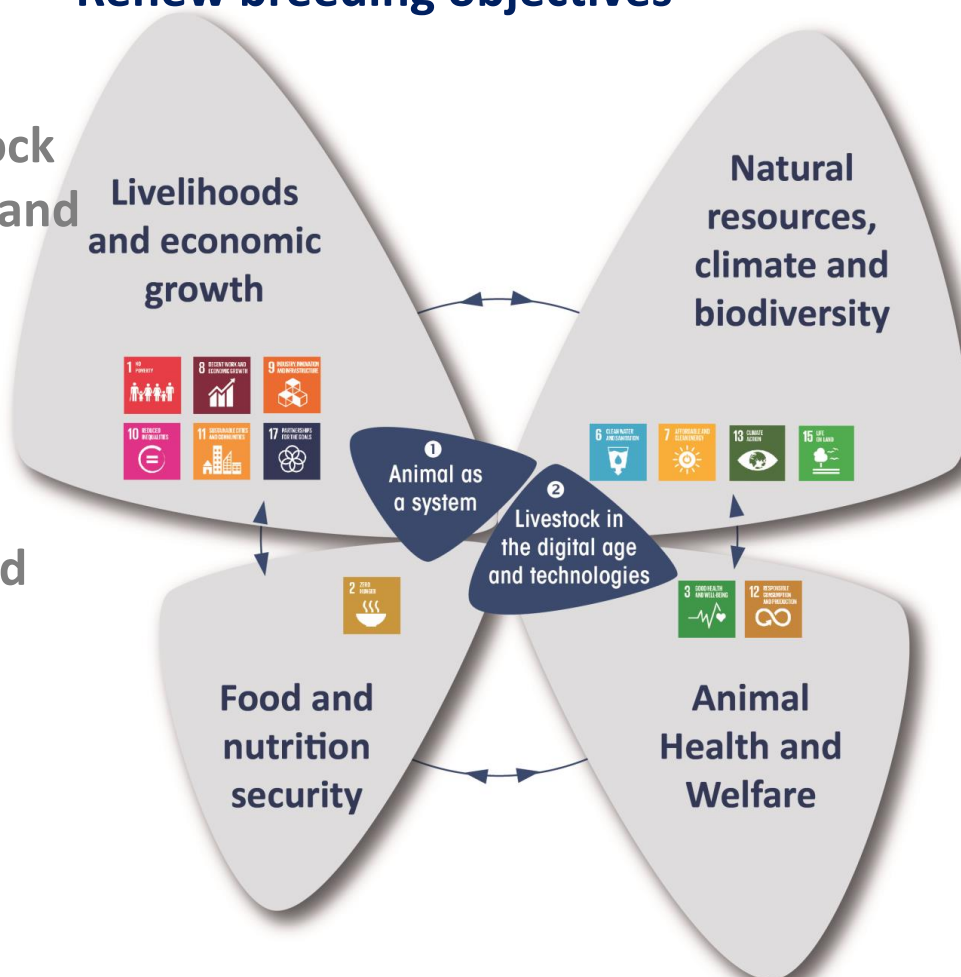 Renew breeding objectives
ock
and
d
Livelihoods
and economic
growth
Natural
resources,
climate and
biodiversity
1 NO
POVERTY
8 DECENT WORK AND
ECONOMIC GROWTH
9 INDUSTRY, INNOVATION
AND INFRASTRUCTURE
10 REDUCED
INEQUALITIES
11 SUSTAINABLE CITIES
AND COMMUNITIES
17 PARTNERSHIPS
FOR THE GOALS
6 CLEAN WATER
AND SANITATION
7 AFFORDABLE AND
CLEAN ENERGY
13 CLIMATE
ACTION
15 LIFE
ON LAND
1
Animal as
a system
2
Livestock in
the digital age
and technologies
2 ZERO
HUNGER
3 GOOD HEALTH
AND WELL-BEING
12 RESPONSIBLE
CONSUMPTION
AND PRODUCTION
Food and
nutrition
security
Animal
Health and
Welfare